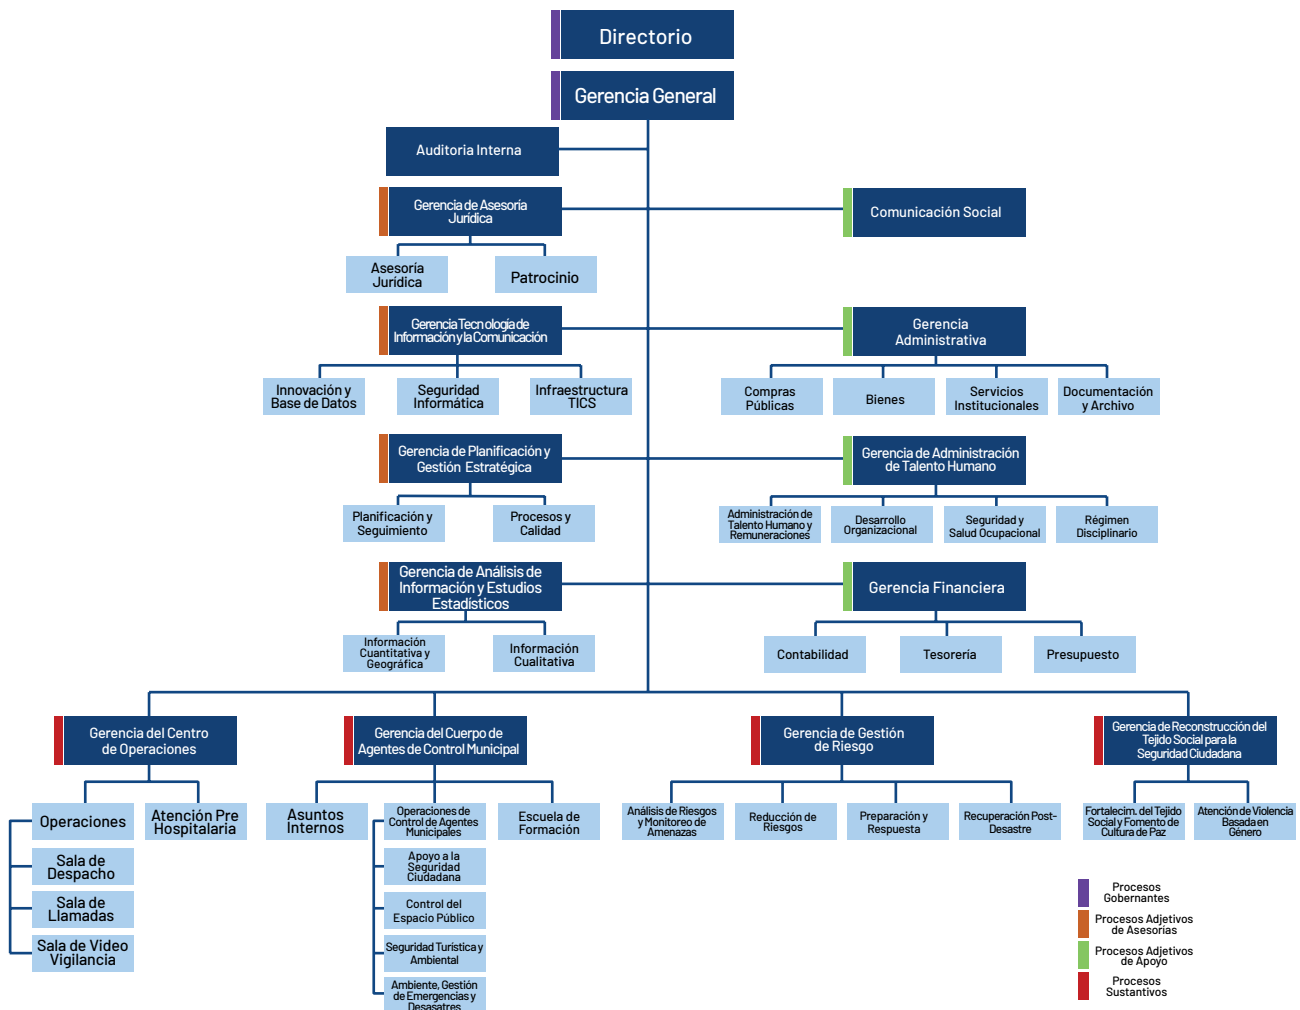 Directorio
Gerencia General
Auditoria Interna
Gerencia de Asesoría
Jurídica
Comunicación Social
Asesoría
Jurídica
Patrocinio
Gerencia Tecnología de
Información y la Comunicación
Gerencia
Administrativa
Innovación y
Base de Datos
Seguridad
Informática
Infraestructura
TICS
Compras
Públicas
Bienes
Servicios
Institucionales
Documentación
y Archivo
Gerencia de Planificación y
Gestión Estratégica
Gerencia de Administración
de Talento Humano
Planificación y
Seguimiento
Procesos y
Calidad
Administración de
Talento Humano y
Remuneraciones
Desarrollo
Organizacional
Seguridad y
Salud Ocupacional
Régimen
Disciplinario
Gerencia de Análisis de
Información y Estudios
Estadísticos
Gerencia Financiera
Información
Cuantitativa y
Geográfica
Información
Cualitativa
Contabilidad
Tesorería
Presupuesto
Gerencia del Centro
de Operaciones
Gerencia del Cuerpo de
Agentes de Control Municipal
Gerencia de Gestión
de Riesgo
Gerencia de Reconstrucción del
Tejido Social para la
Seguridad Ciudadana
Operaciones
Atención Pre
Hospitalaria
Asuntos
Internos
Operaciones de
Control de Agentes
Municipales
Escuela de
Formación
Análisis de Riesgos
y Monitoreo de
Amenazas
Reducción de
Riesgos
Preparación y
Respuesta
Recuperación Post-
Desastre
Fortalecim. del Tejido
Social y Fomento de
Cultura de Paz
Atención de Violencia
Basada en
Género
Sala de
Despacho
Sala de
Llamadas
Sala de Video
Vigilancia
Apoyo a la
Seguridad
Ciudadana
Control del
Espacio Público
Seguridad Turística y
Ambiental
Ambiente, Gestión
de Emergencias y
Desasatres
Procesos
Gobernantes
Procesos Adjetivos
de Asesorías
Procesos Adjetivos
de Apoyo
Procesos
Sustantivos